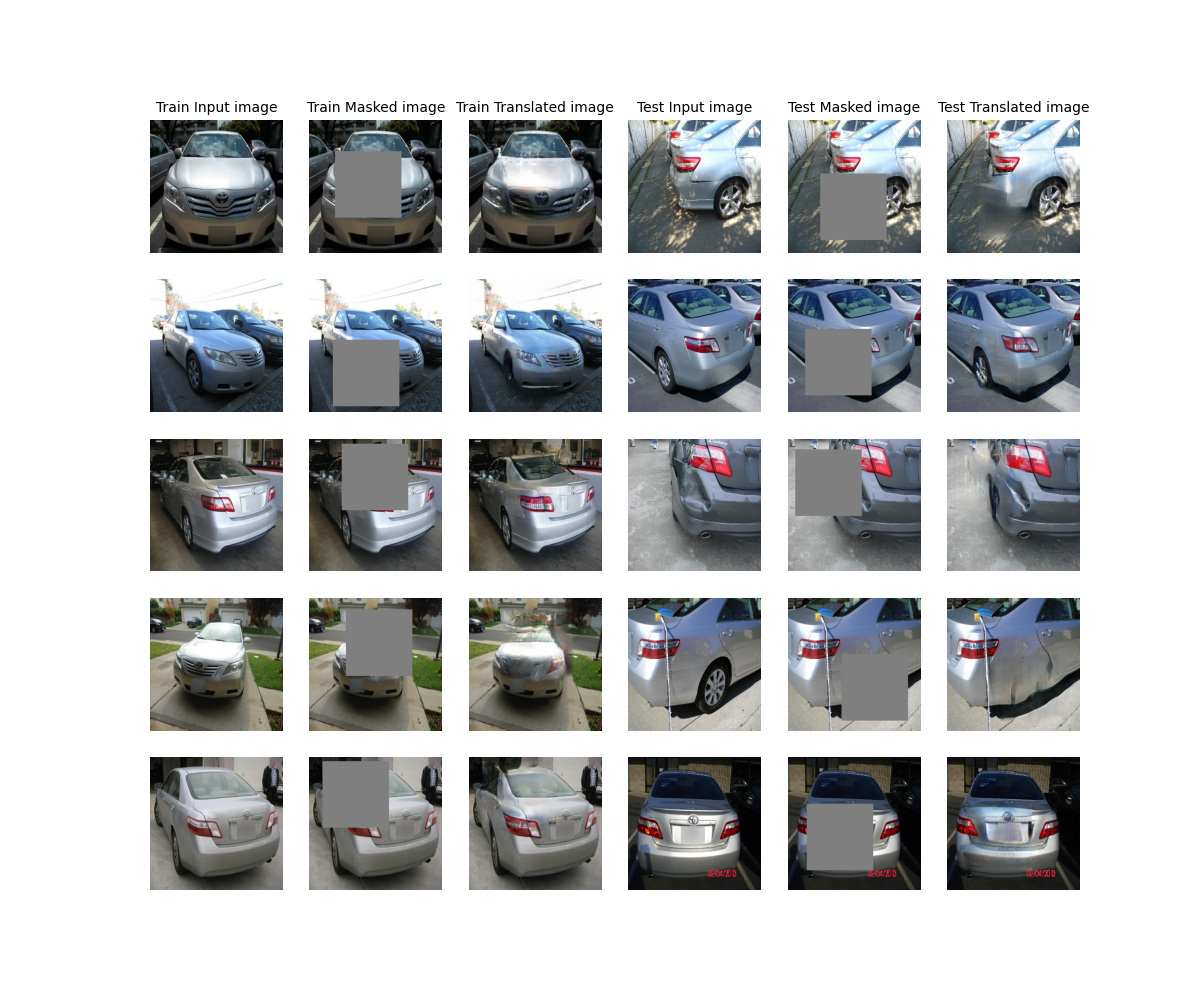 Train Input image
Train Masked image
Train Translated image
Test Input image
Test Masked image
Test Translated image